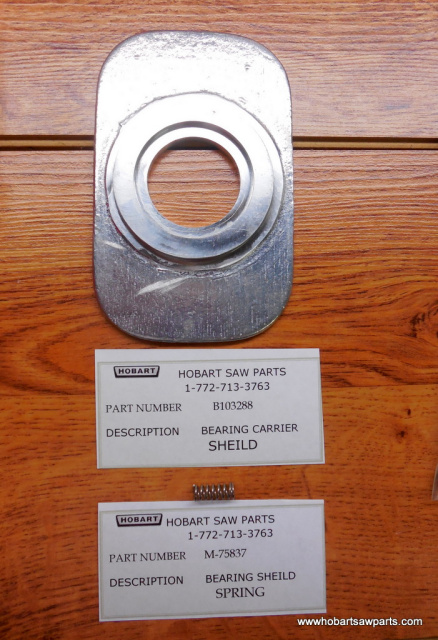 HOBART HOBART SAW PARTS
1-772-713-3763
PART NUMBER B103288
DESCRIPTION BEARING CARRIER
SHEILD
HOBART HOBART SAW PARTS
1-772-713-3763
PART NUMBER M-75837
DESCRIPTION BEARING SHEILD
SPRING
www.hobartsawparts.com